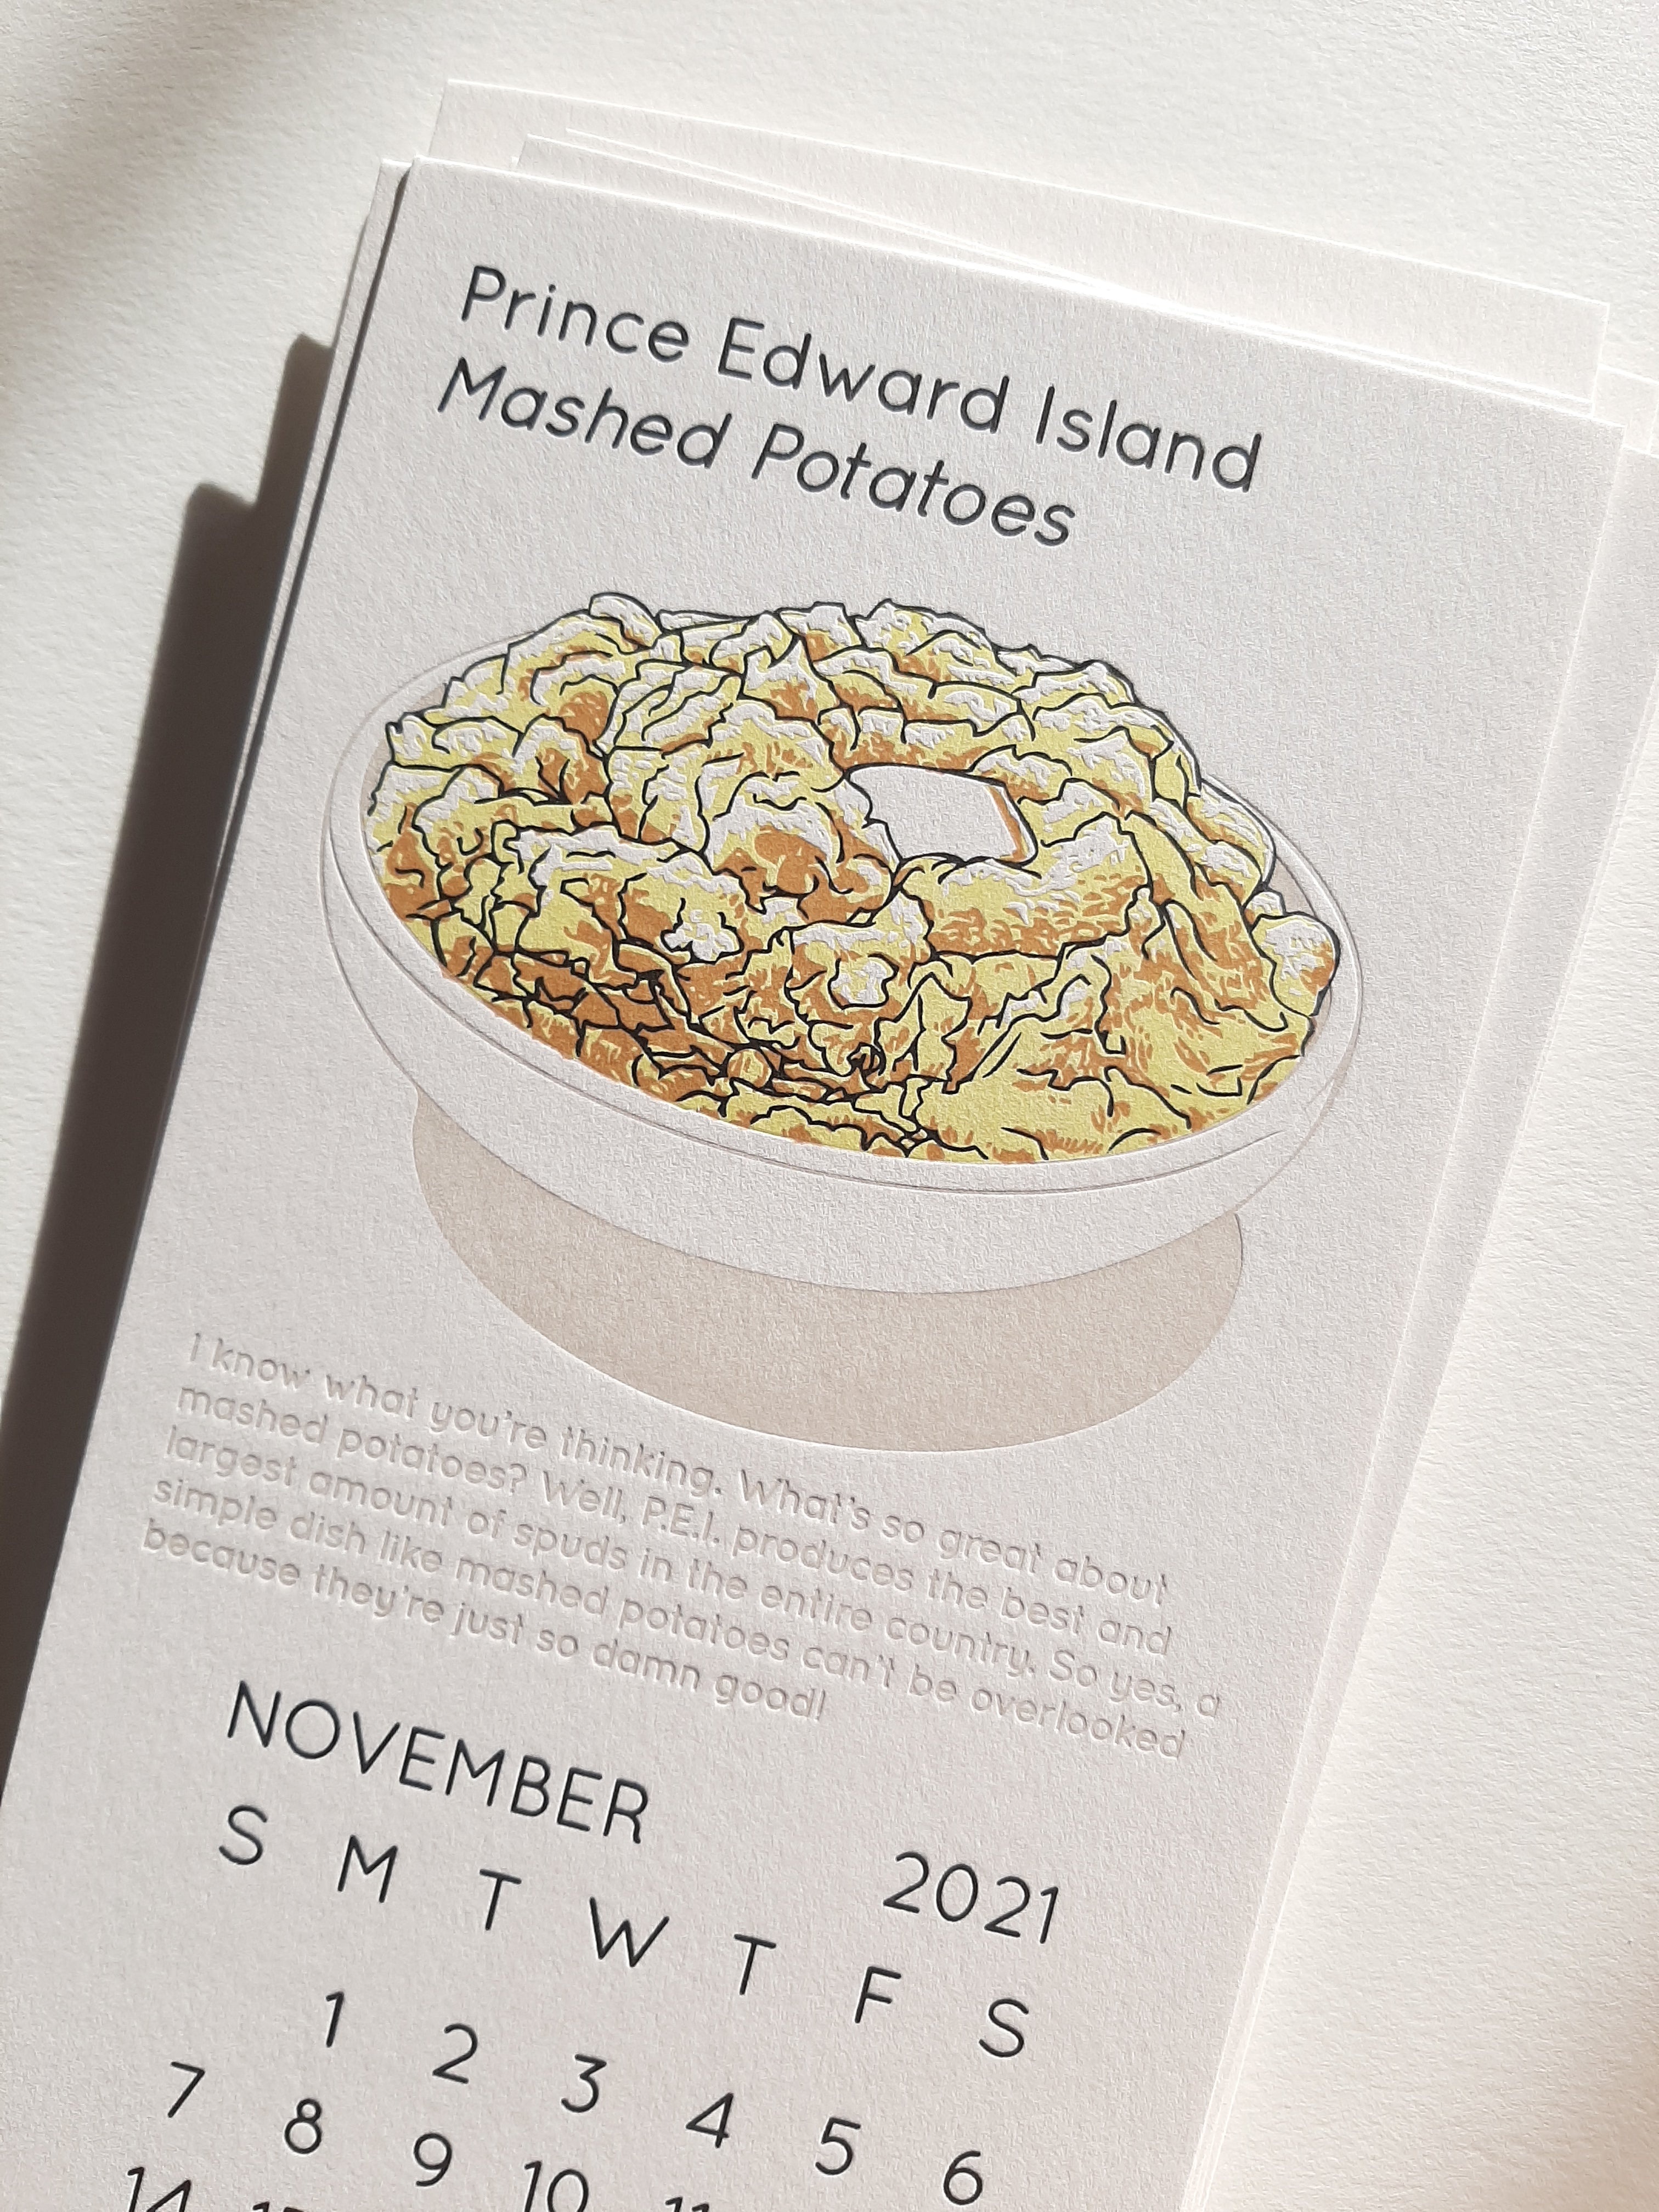 Prince Edward Island
Mashed Potatoes
I know what you're thinking. What's so great about
mashed potatoes? Well, P.E.I. produces the best and
largest amount of spuds in the entire country. So yes, a
simple dish like mashed potatoes can't be overlooked
because they're just so damn good!
NOVEMBER 2021
S M T W T F S
1 2 3 4 5 6
7 8 9 10 11
14